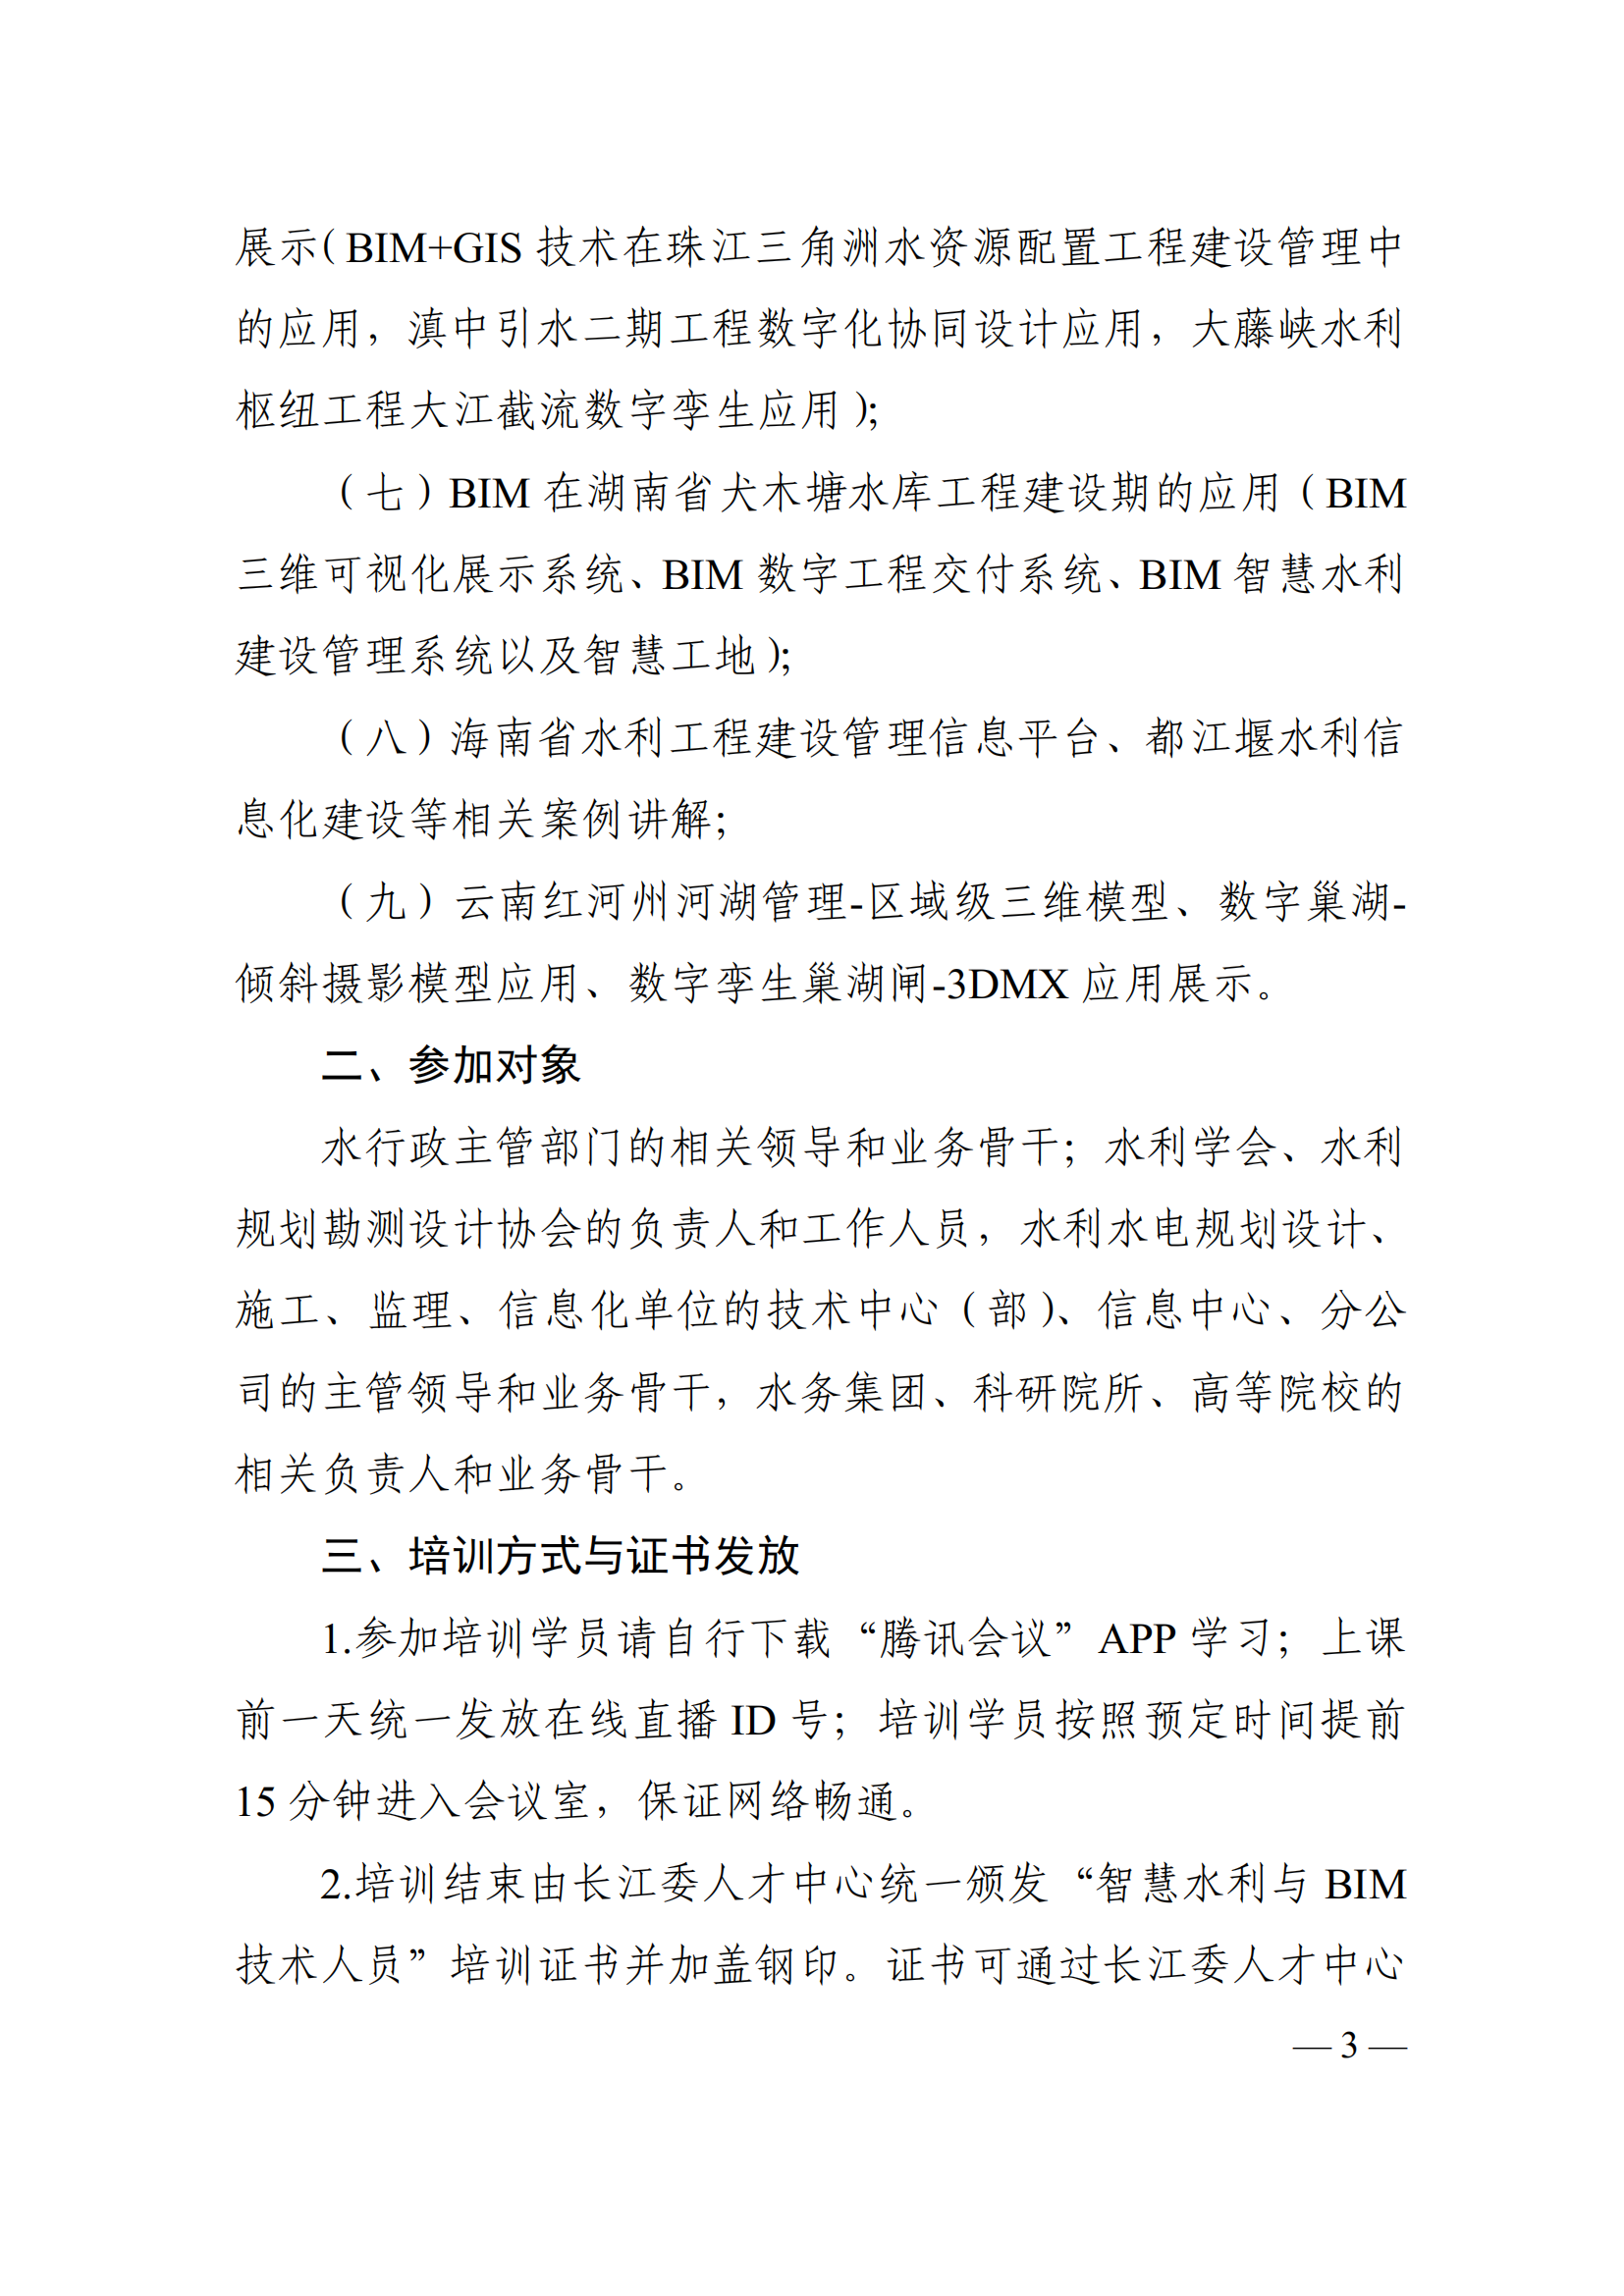 展示(BIM+GIS 技术在珠江三角洲水资源配置工程建设管理中
的应用，滇中引水二期工程数字化协同设计应用，大藤峡水利
枢纽工程大江截流数字孪生应用);
（七）BIM 在湖南省犬木塘水库工程建设期的应用（BIM
三维可视化展示系统、BIM 数字工程交付系统、BIM 智慧水利
建设管理系统以及智慧工地);
（八）海南省水利工程建设管理信息平台、都江堰水利信
息化建设等相关案例讲解；
（九）云南红河州河湖管理-区域级三维模型、数字巢湖-
倾斜摄影模型应用、数字孪生巢湖闸-3DMX 应用展示。
二、参加对象
水行政主管部门的相关领导和业务骨干；水利学会、水利
规划勘测设计协会的负责人和工作人员，水利水电规划设计、
施工、监理、信息化单位的技术中心（部)、信息中心、分公
司的主管领导和业务骨干，水务集团、科研院所、高等院校的
相关负责人和业务骨干。
三、培训方式与证书发放
1.参加培训学员请自行下载“腾讯会议”APP 学习；上课
前一天统一发放在线直播 ID 号；培训学员按照预定时间提前
15 分钟进入会议室，保证网络畅通。
2.培训结束由长江委人才中心统一颁发“智慧水利与 BIM
技术人员”培训证书并加盖钢印。证书可通过长江委人才中心
— 3 —